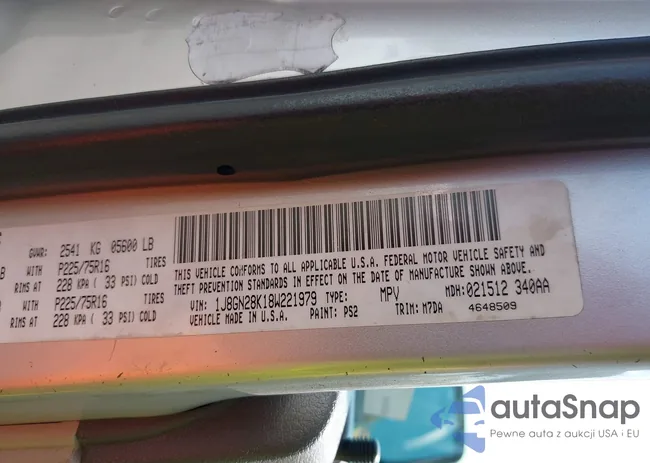 GVWR: 2541 KG 05600 LB
WITH P225/75R16 TIRES
RIMS AT 228 KPA ( 33 PSI) COLD
WITH P225/75R16 TIRES
RIMS AT 228 KPA ( 33 PSI) COLD
THIS VEHICLE CONFORMS TO ALL APPLICABLE U.S.A. FEDERAL MOTOR VEHICLE SAFETY AND
THEFT PREVENTION STANDARDS IN EFFECT ON THE DATE OF MANUFACTURE SHOWN ABOVE.
VIN: 1J8GN28K18W221979 TYPE: MPV MDH: 021512 340AA
VEHICLE MADE IN U.S.A. PAINT: PS2 TRIM: M7DA 4648509
autaSnap
Pewne auta z aukcji USA i EU